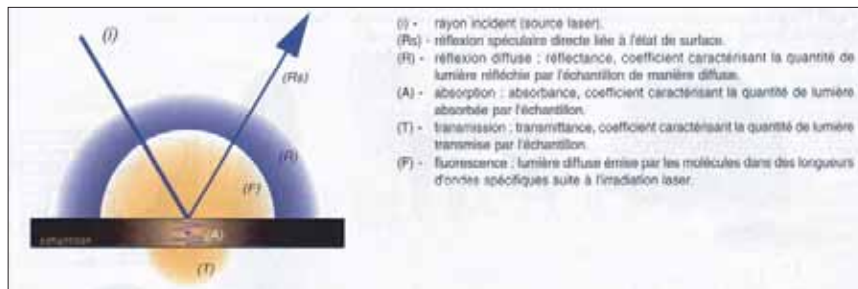 (i)
(Rs)
(R)
(F)
(A)
échantillon
(T)
(i) - rayon incident (source laser).
(Rs) - réflexion spéculaire directe liée à l'état de surface.
(R) - réflexion diffuse : réflectance, coefficient caractérisant la quantité de
lumière réfléchie par l'échantillon de manière diffuse.
(A) - absorption : absorbance, coefficient caractérisant la quantité de lumière
absorbée par l'échantillon.
(T) - transmission : transmittance, coefficient caractérisant la quantité de lumière
transmise par l'échantillon.
(F) - fluorescence : lumière diffuse émise par les molécules dans des longueurs
d'ondes spécifiques suite à l'irradiation laser.